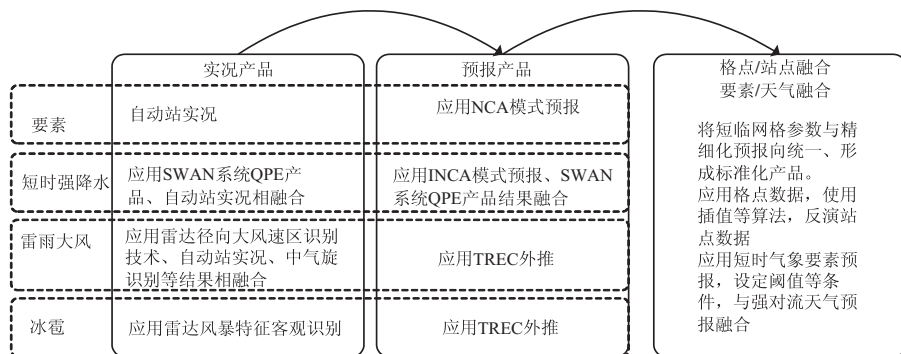 实况产品
预报产品
格点/站点融合
要素/天气融合
要素
自动站实况
应用NCA模式预报
短时强降水
应用SWAN系统QPE产
品、自动站实况相融合
应用INCA模式预报、SWAN
系统QPE产品结果融合
雷雨大风
应用雷达径向大风速区识别
技术、自动站实况、中气旋
识别等结果相融合
应用TREC外推
冰雹
应用雷达风暴特征客观识别
应用TREC外推
将短临网格参数与精
细化预报向统一、形
成标准化产品。
应用格点数据，使用
插值等算法，反演站
点数据
应用短时气象要素预
报，设定阈值等条
件，与强对流天气预
报融合